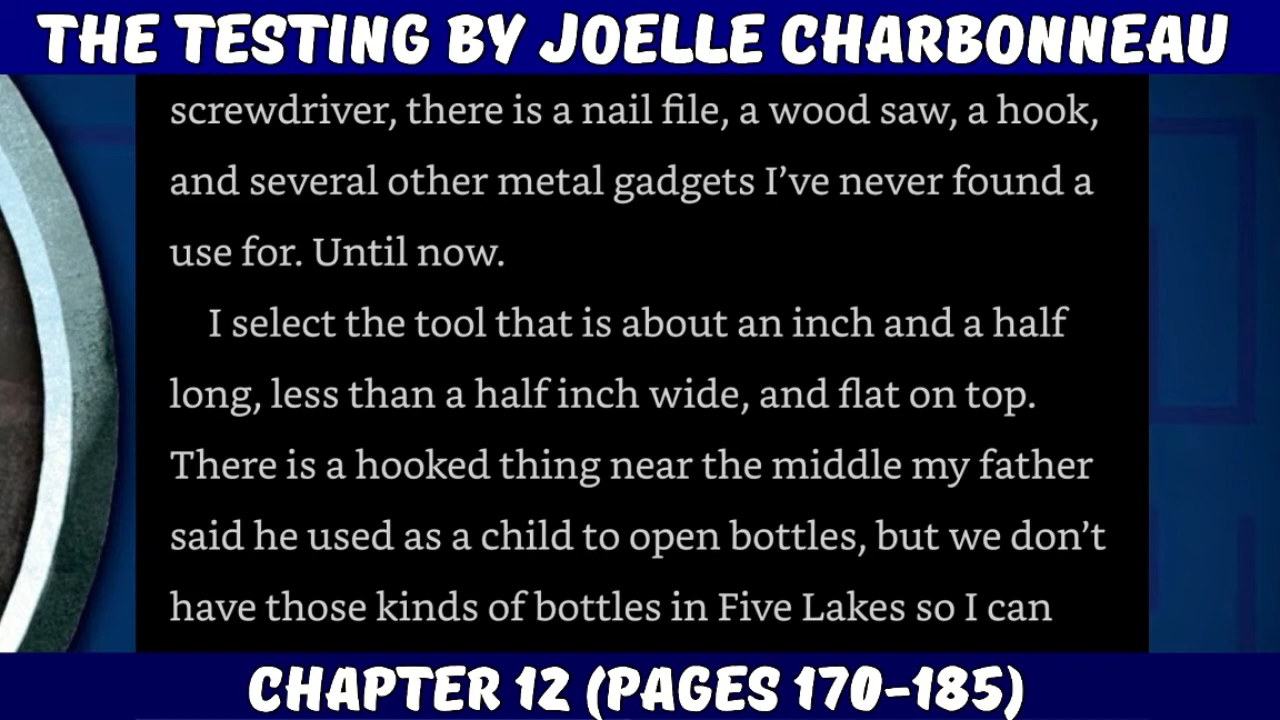 THE TESTING BY JOELLE CHARBONNEAU
screwdriver, there is a nail file, a wood saw, a hook,
and several other metal gadgets I’ve never found a
use for. Until now.
I select the tool that is about an inch and a half
long, less than a half inch wide, and flat on top.
There is a hooked thing near the middle my father
said he used as a child to open bottles, but we don’t
have those kinds of bottles in Five Lakes so I can
CHAPTER 12 (PAGES 170-185)